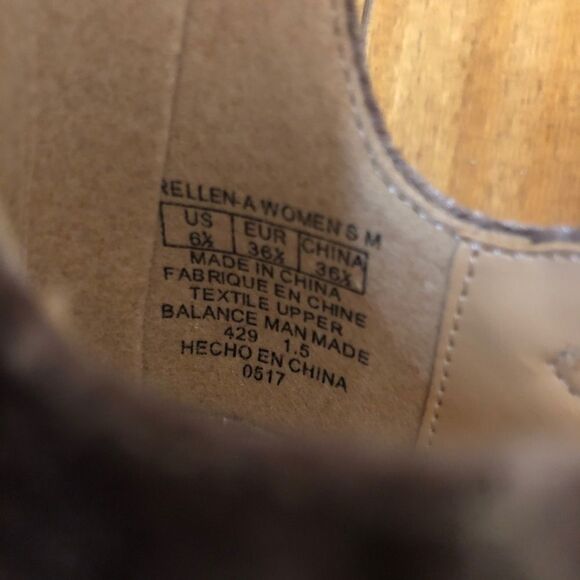 RELLEN-A WOMEN'S M
US EUR CHINA
6½ 36½ 36½
MADE IN CHINA
FABRIQUE EN CHINE
TEXTILE UPPER
BALANCE MAN MADE
429 1.5
HECHO EN CHINA
0517